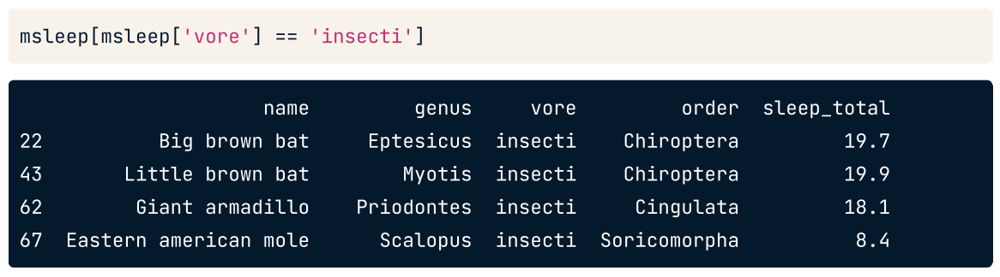 msleep[msleep['vore'] == 'insecti']
name genus vore order sleep_total
22 Big brown bat Eptesicus insecti Chiroptera 19.7
43 Little brown bat Myotis insecti Chiroptera 19.9
62 Giant armadillo Priodontes insecti Cingulata 18.1
67 Eastern american mole Scalopus insecti Soricomorpha 8.4